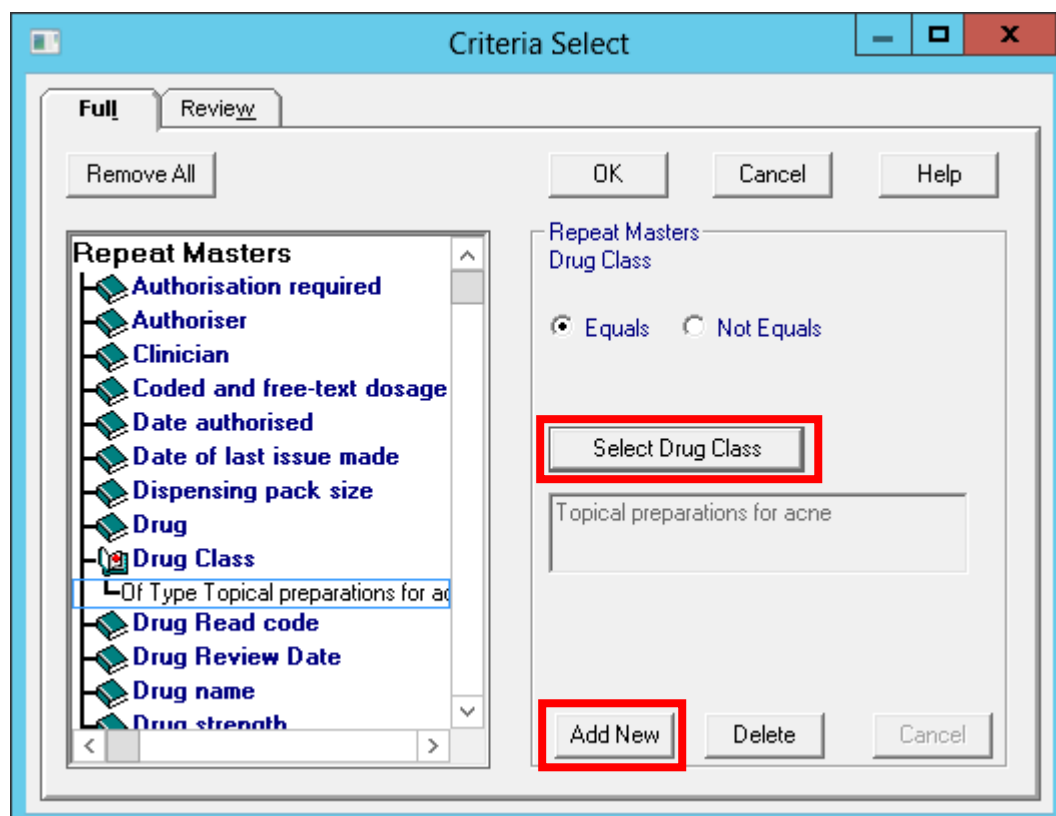 Criteria Select
X
Full
Review
Remove All
OK
Cancel
Help
Repeat Masters
Authorisation required
Authoriser
Clinician
Coded and free-text dosage
Date authorised
Date of last issue made
Dispensing pack size
Drug
Drug Class
Of Type Topical preparations for
Drug Read code
Drug Review Date
Drug name
Drug strength
Repeat Masters
Drug Class
Equals
Not Equals
Select Drug Class
Topical preparations for acne
Add New
Delete
Cancel